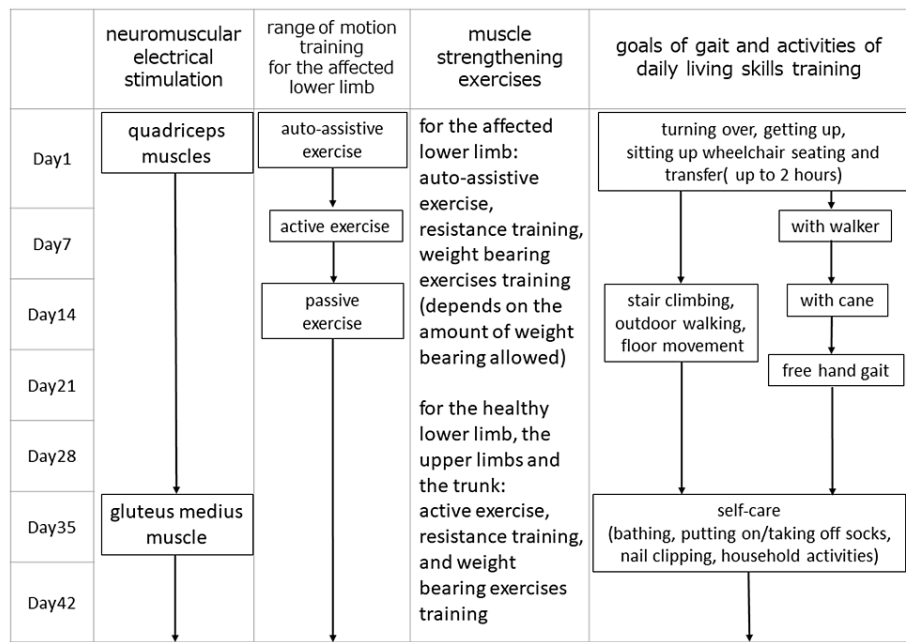 neuromuscular
electrical
stimulation
range of motion
training
for the affected
lower limb
muscle
strengthening
exercises
goals of gait and activities of
daily living skills training
Day1
Day7
Day14
Day21
Day28
Day35
Day42
quadriceps
muscles
gluteus medius
muscle
auto-assistive
exercise
active exercise
passive
exercise
for the affected
lower limb:
auto-assistive
exercise,
resistance training,
weight bearing
exercises training
(depends on the
amount of weight
bearing allowed)
for the healthy
lower limb, the
upper limbs and
the trunk:
active exercise,
resistance training,
and weight
bearing exercises
training
turning over, getting up,
sitting up wheelchair seating and
transfer( up to 2 hours)
with walker
stair climbing,
outdoor walking,
floor movement
with cane
free hand gait
self-care
(bathing, putting on/taking off socks,
nail clipping, household activities)